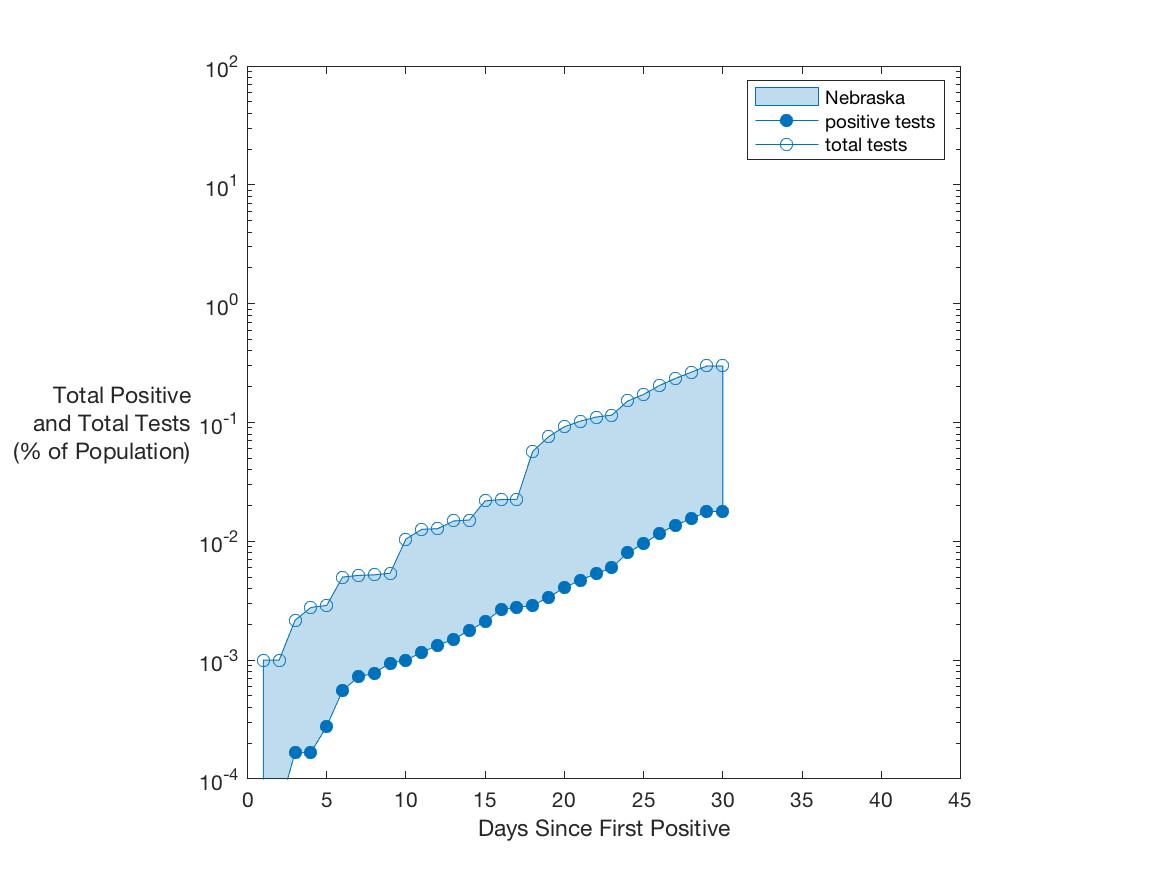 10^2
10^1
10^0
10^-1
10^-2
10^-3
10^-4
Total Positive
and Total Tests
(% of Population)
Nebraska
positive tests
total tests
0 5 10 15 20 25 30 35 40 45
Days Since First Positive